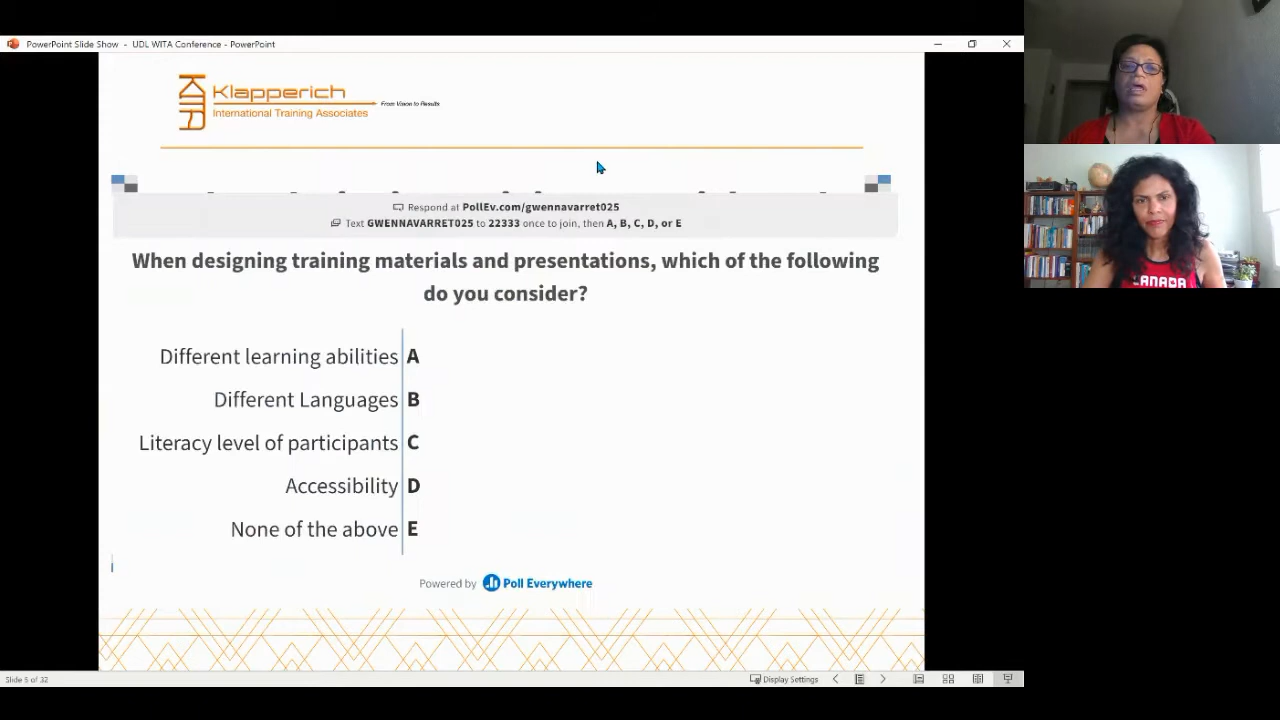 PowerPoint Slide Show - UDL WITA Conference - PowerPoint
KITA
Klapperich
From Vision to Results
International Training Associates
Respond at PollEv.com/gwennavarret025
Text GWENNAVARRET025 to 22333 once to join, then A, B, C, D, or E
When designing training materials and presentations, which of the following
do you consider?
Different learning abilities A
Different Languages B
Literacy level of participants C
Accessibility D
None of the above E
Powered by Poll Everywhere
Slide 5 of 32
Display Settings
CANADA